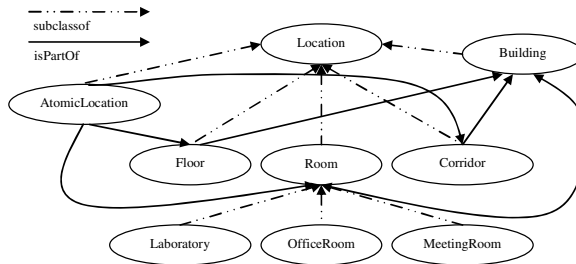 subclassof
isPartOf
Location
Building
AtomicLocation
Floor
Room
Corridor
Laboratory
OfficeRoom
MeetingRoom